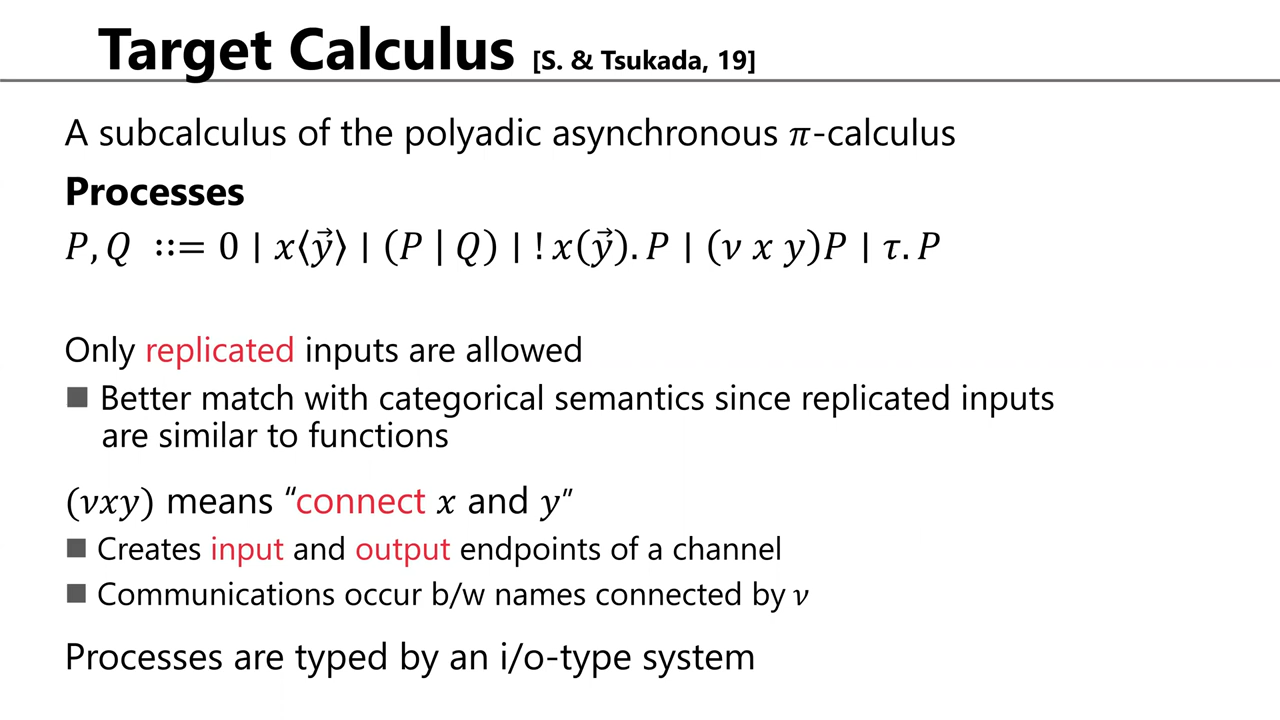 Target Calculus [S. & Tsukada, 19]
A subcalculus of the polyadic asynchronous π-calculus
Processes
P, Q ::= 0 | x⟨y⃗⟩ | (P | Q) | ! x(y⃗). P | (ν x y)P | τ. P
Only replicated inputs are allowed
■ Better match with categorical semantics since replicated inputs
are similar to functions
(νxy) means “connect x and y”
■ Creates input and output endpoints of a channel
■ Communications occur b/w names connected by ν
Processes are typed by an i/o-type system